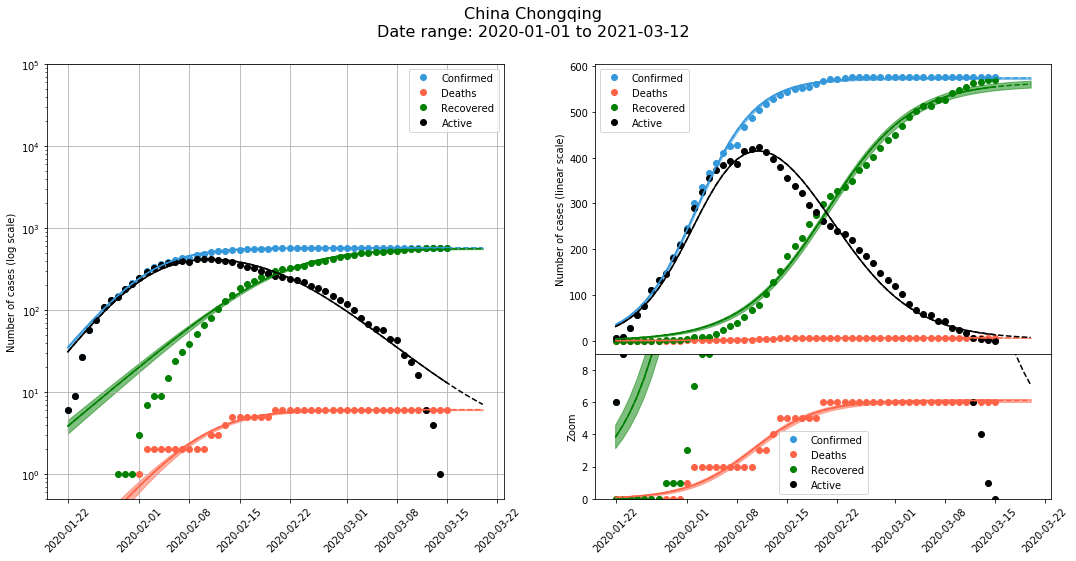 China Chongqing
Date range: 2020-01-01 to 2021-03-12
Number of cases (log scale)
10⁵
10⁴
10³
10²
10¹
10⁰
Confirmed
Deaths
Recovered
Active
2020-01-22
2020-02-01
2020-02-08
2020-02-15
2020-02-22
2020-03-01
2020-03-08
2020-03-15
2020-03-22
Number of cases (linear scale)
600
500
400
300
200
100
0
Confirmed
Deaths
Recovered
Active
Zoom
8
6
4
2
0
Confirmed
Deaths
Recovered
Active
2020-01-22
2020-02-01
2020-02-08
2020-02-15
2020-02-22
2020-03-01
2020-03-08
2020-03-15
2020-03-22